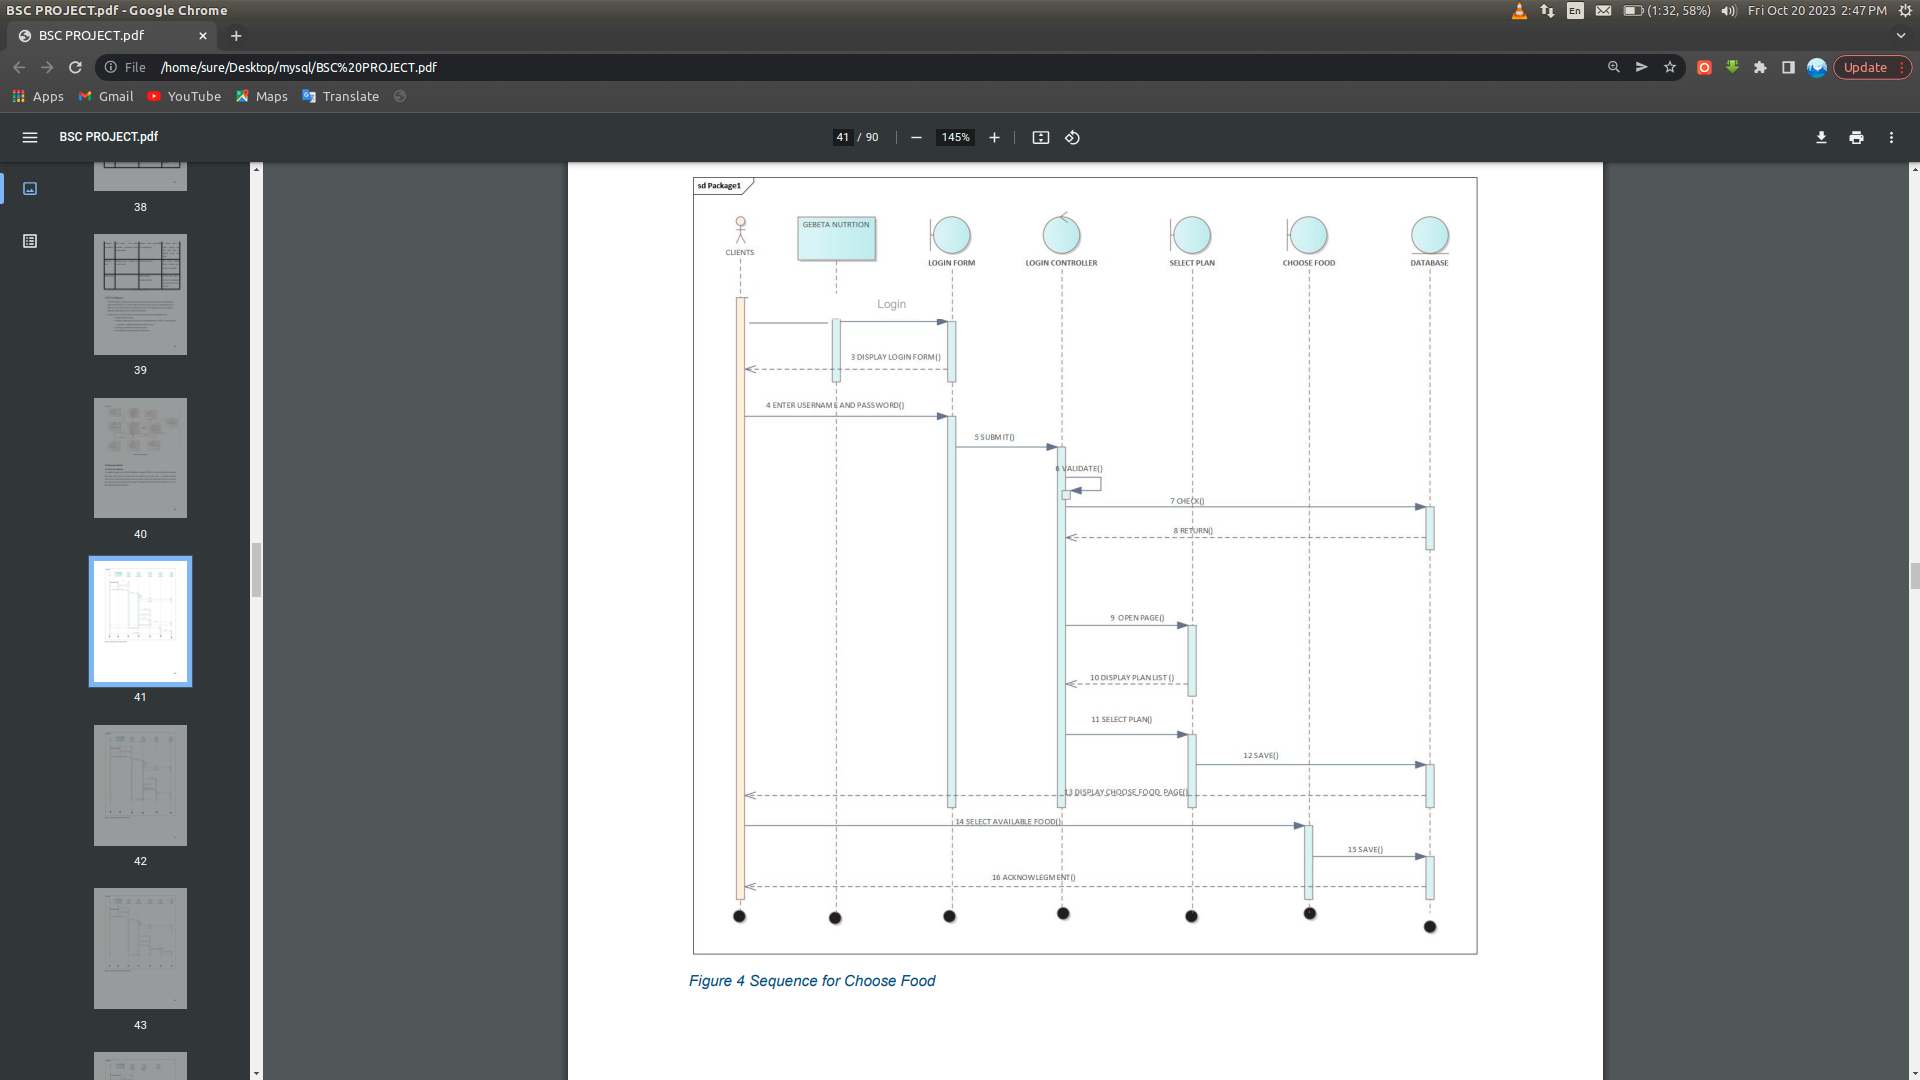 BSC PROJECT.pdf - Google Chrome
En (1:32, 58%) Fri Oct 20 2023 2:47 PM
BSC PROJECT.pdf
File /home/sure/Desktop/mysql/BSC%20PROJECT.pdf
Update
Apps Gmail YouTube Maps Translate
BSC PROJECT.pdf 41 / 90 145%
38
39
40
41
42
43
sd Package1
GEBETA NUTRTION
CLIENTS
LOGIN FORM LOGIN CONTROLLER SELECT PLAN CHOOSE FOOD DATABASE
Login
3 DISPLAY LOGIN FORM()
4 ENTER USERNAME AND PASSWORD()
5 SUBMIT()
6 VALIDATE()
7 CHECK()
8 RETURN()
9 OPEN PAGE()
10 DISPLAY PLAN LIST ()
11 SELECT PLAN()
12 SAVE()
13 DISPLAY CHOOSE FOOD PAGE()
14 SELECT AVAILABLE FOOD()
15 SAVE()
16 ACKNOWLEGMENT()
Figure 4 Sequence for Choose Food